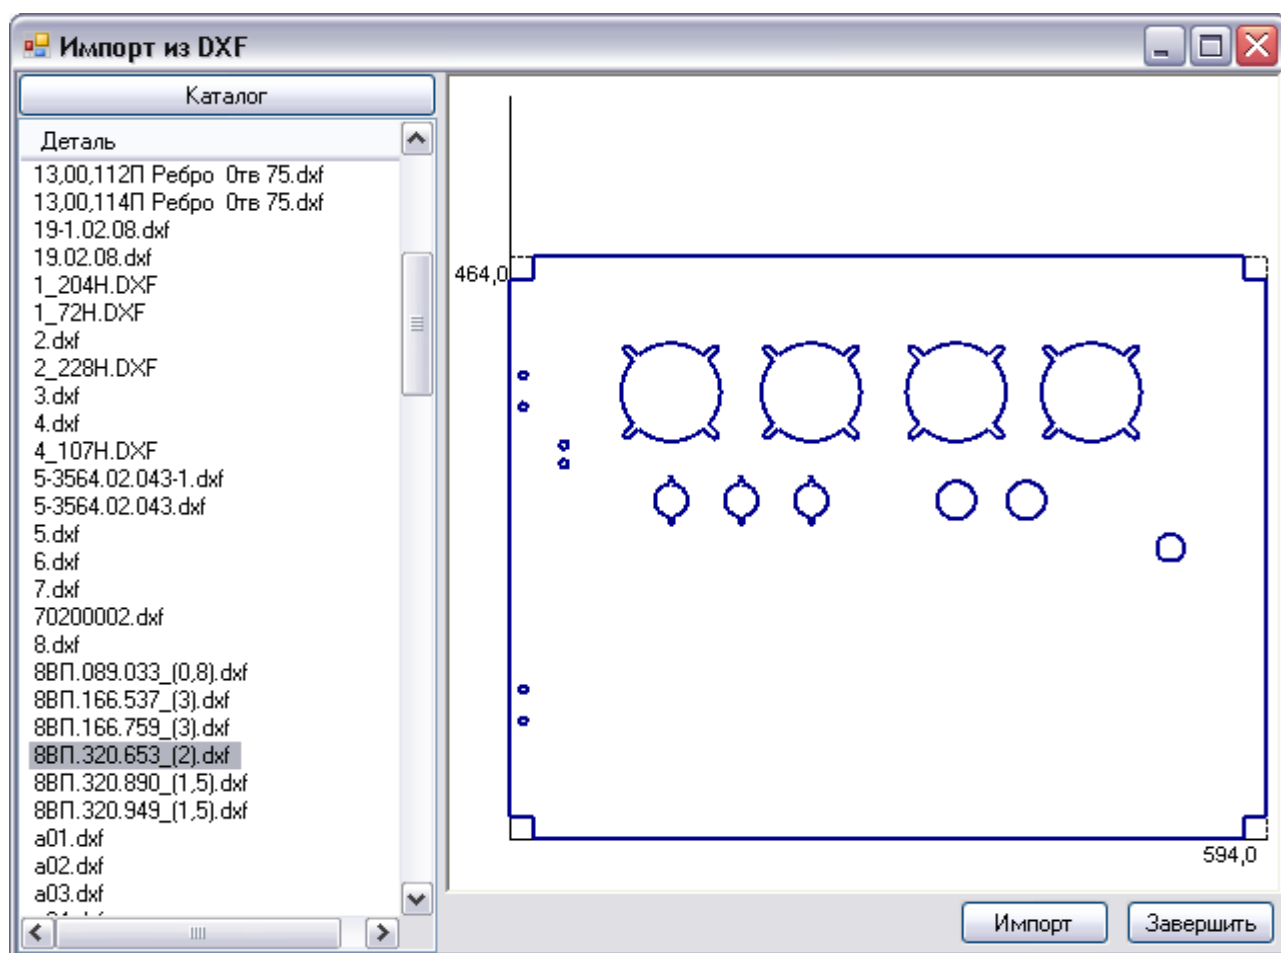 Импорт из DXF
Каталог
Деталь
13,00,112П Ребро Отв 75.dxf
13,00,114П Ребро Отв 75.dxf
19-1.02.08.dxf
19.02.08.dxf
1_204H.DXF
1_72H.DXF
2.dxf
2_228H.DXF
3.dxf
4.dxf
4_107H.DXF
5-3564.02.043-1.dxf
5-3564.02.043.dxf
5.dxf
6.dxf
7.dxf
70200002.dxf
8.dxf
8ВП.089.033_(0,8).dxf
8ВП.166.537_(3).dxf
8ВП.166.759_(3).dxf
8ВП.320.653_(2).dxf
8ВП.320.890_(1,5).dxf
8ВП.320.949_(1,5).dxf
a01.dxf
a02.dxf
a03.dxf
464,0
594,0
Импорт
Завершить